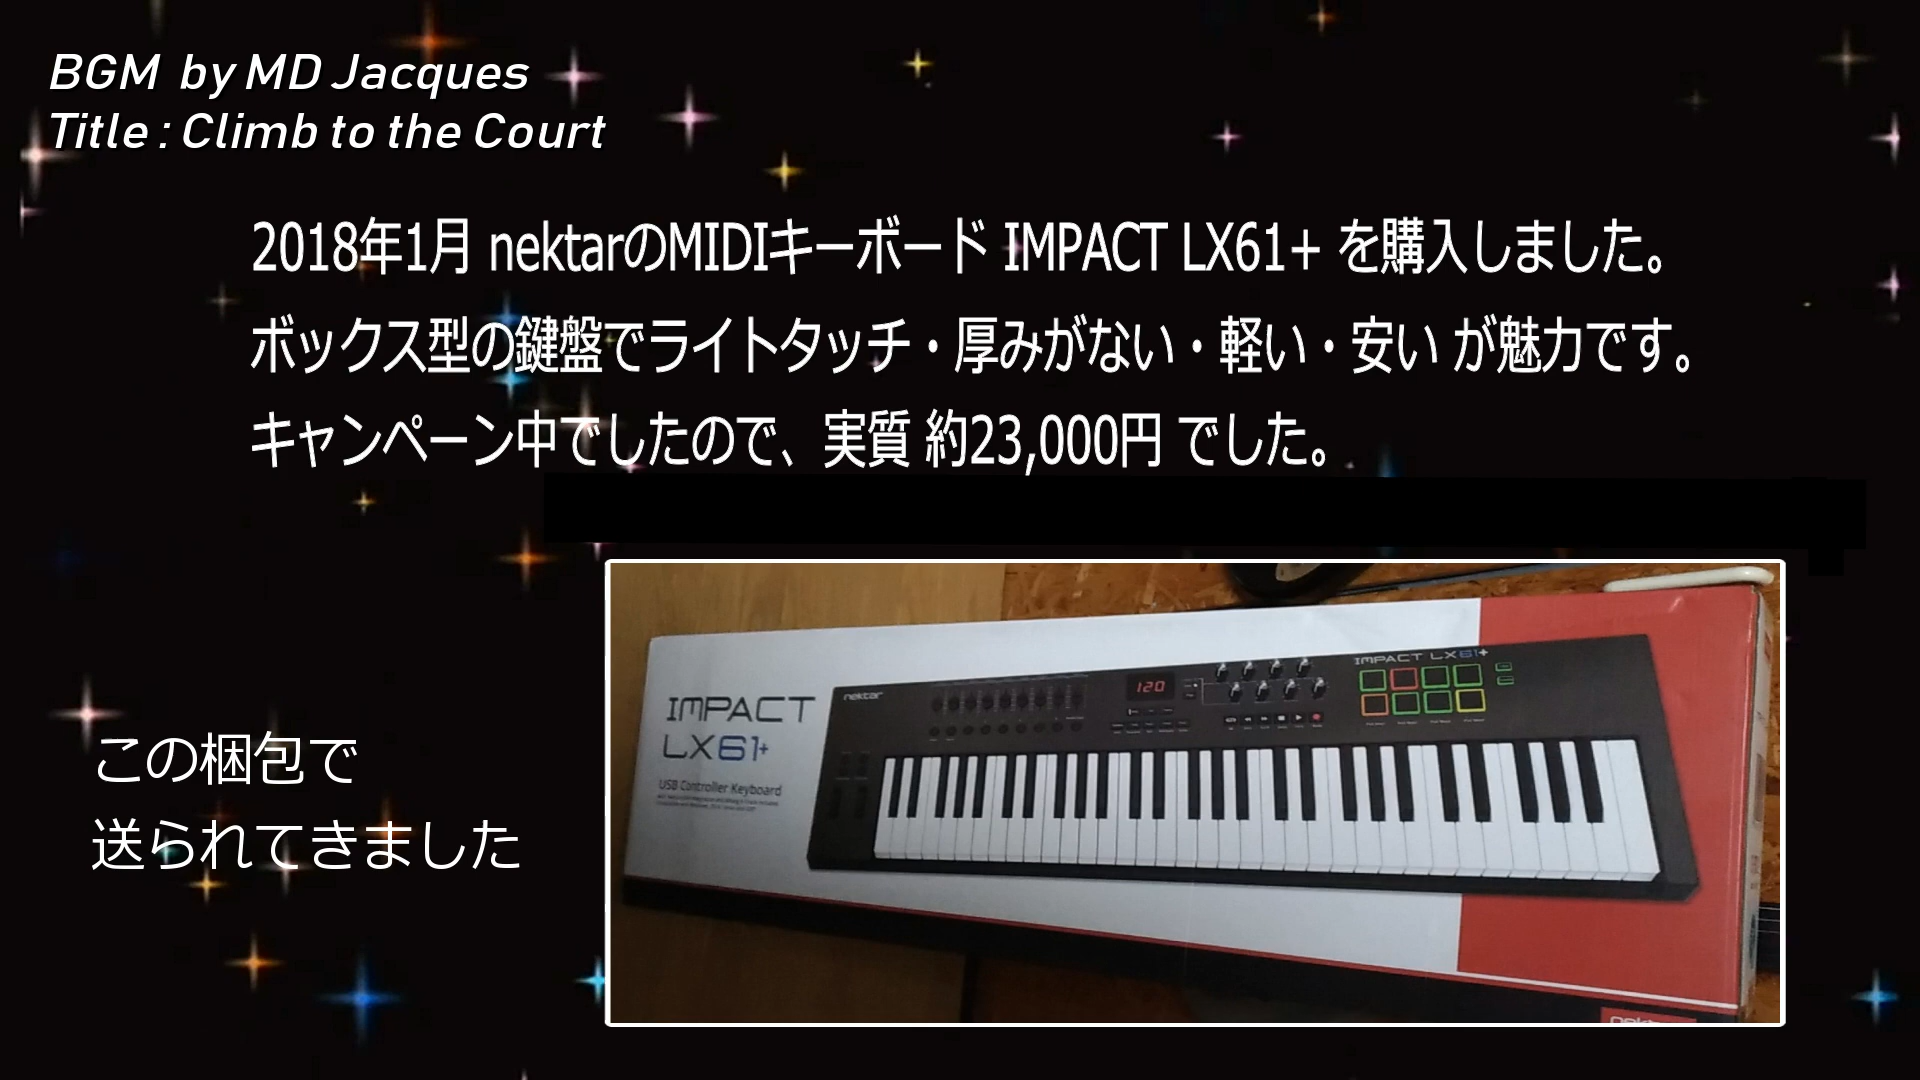 BGM by MD Jacques
Title : Climb to the Court
2018年1月 nektarのMIDIキーボード IMPACT LX61+ を購入しました。
ボックス型の鍵盤でライトタッチ・厚みがない・軽い・安い が魅力です。
キャンペーン中でしたので、実質 約23,000円 でした。
この梱包で
送られてきました
IMPACT
LX61+
USB Controller Keyboard
nektar
120
IMPACT LX61+